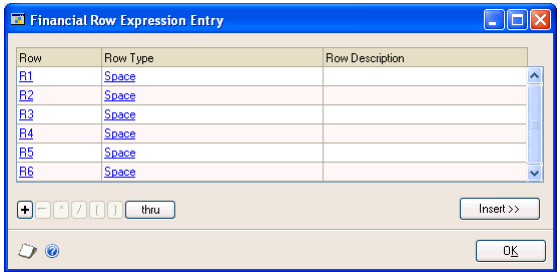 Financial Row Expression Entry
Row Row Type Row Description
R1 Space
R2 Space
R3 Space
R4 Space
R5 Space
R6 Space
+ − * / ( ) thru Insert >>
? OK